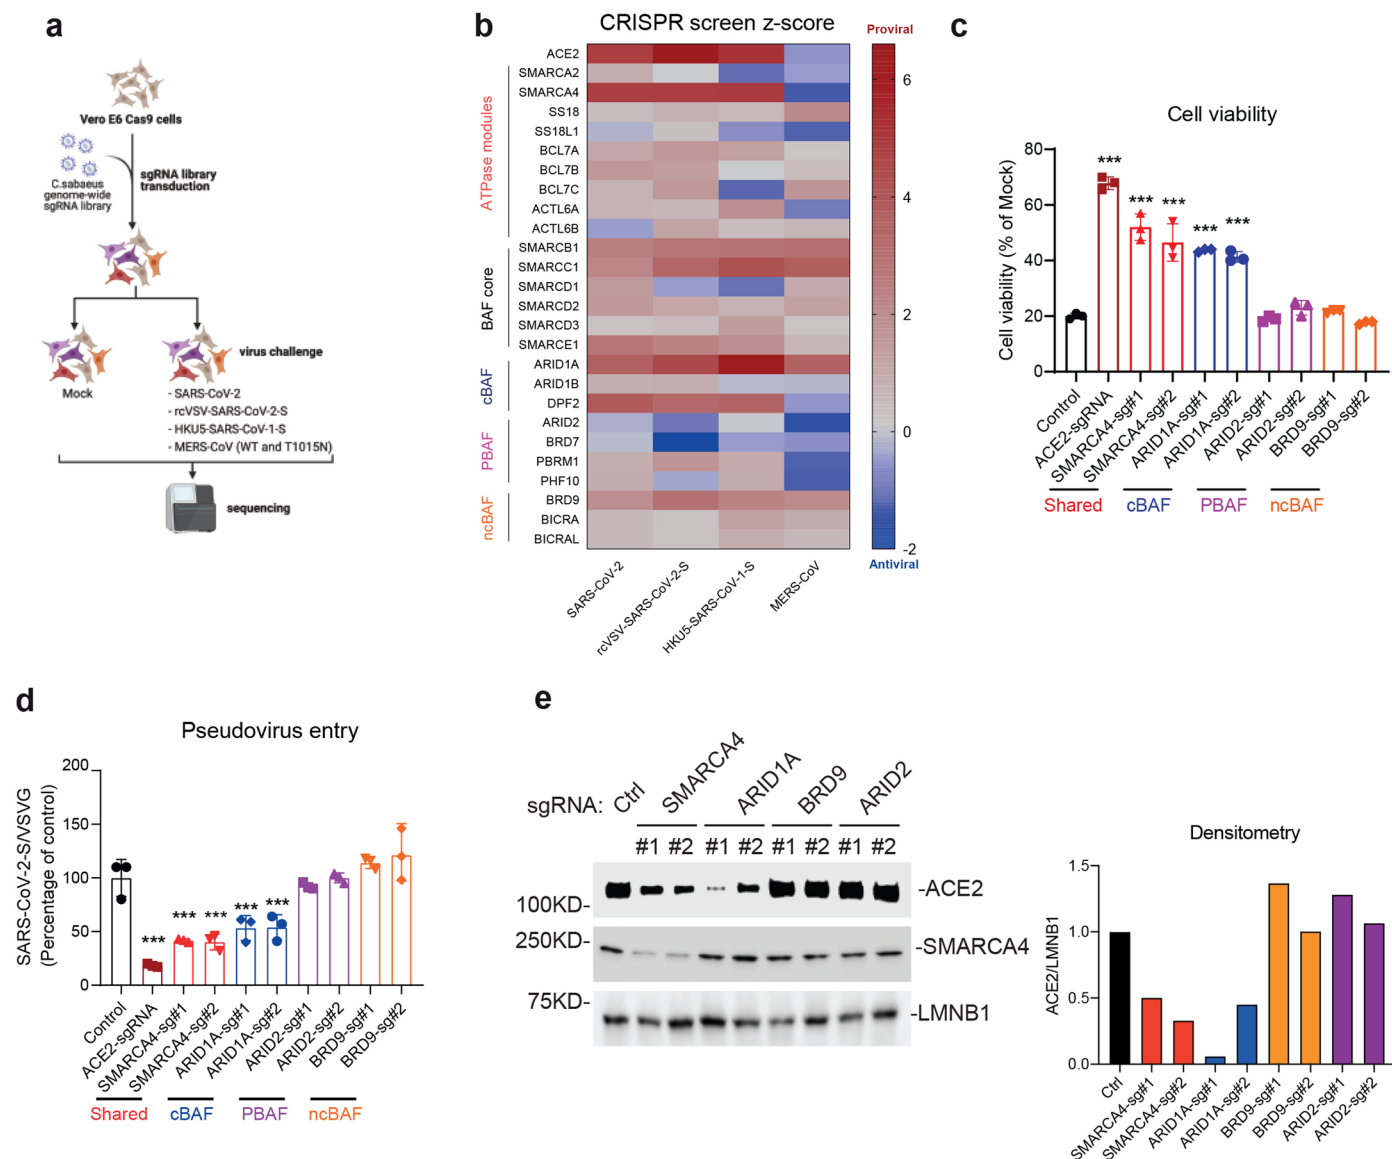 a
Vero E6 Cas9 cells
sgRNA library
transduction
C.sabaeus
genome-wide
sgRNA library
Mock
virus challenge
- SARS-CoV-2
- rcVSV-SARS-CoV-2-S
- HKU5-SARS-CoV-1-S
- MERS-CoV (WT and T1015N)
sequencing
b
CRISPR screen z-score
Proviral
ATPase modules
BAF core
cBAF
PBAF
ncBAF
ACE2
SMARCA2
SMARCA4
SS18
SS18L1
BCL7A
BCL7B
BCL7C
ACTL6A
ACTL6B
SMARCB1
SMARCC1
SMARCD1
SMARCD2
SMARCD3
SMARCE1
ARID1A
ARID1B
DPF2
ARID2
BRD7
PBRM1
PHF10
BRD9
BICRA
BICRAL
SARS-CoV-2
rcVSV-SARS-CoV-2-S
HKU5-SARS-CoV-1-S
MERS-CoV
6
4
2
0
-2
Antiviral
c
Cell viability
Cell viability (% of Mock)
80
60
40
20
0
***
***
***
***
***
Control
ACE2-sgRNA
SMARCA4-sg#1
SMARCA4-sg#2
ARID1A-sg#1
ARID1A-sg#2
ARID2-sg#1
ARID2-sg#2
BRD9-sg#1
BRD9-sg#2
Shared
cBAF
PBAF
ncBAF
d
Pseudovirus entry
SARS-CoV-2-S/VSVG
(Percentage of control)
200
150
100
50
0
***
***
***
***
***
Control
ACE2-sgRNA
SMARCA4-sg#1
SMARCA4-sg#2
ARID1A-sg#1
ARID1A-sg#2
ARID2-sg#1
ARID2-sg#2
BRD9-sg#1
BRD9-sg#2
Shared
cBAF
PBAF
ncBAF
e
sgRNA: Ctrl SMARCA4 ARID1A BRD9 ARID2
#1 #2 #1 #2 #1 #2 #1 #2
-ACE2
100KD-
250KD-
-SMARCA4
75KD-
-LMNB1
Densitometry
ACE2/LMNB1
1.5
1.0
0.5
0.0
Ctrl
SMARCA4-sg#1
SMARCA4-sg#2
ARID1A-sg#1
ARID1A-sg#2
BRD9-sg#1
BRD9-sg#2
ARID2-sg#1
ARID2-sg#2